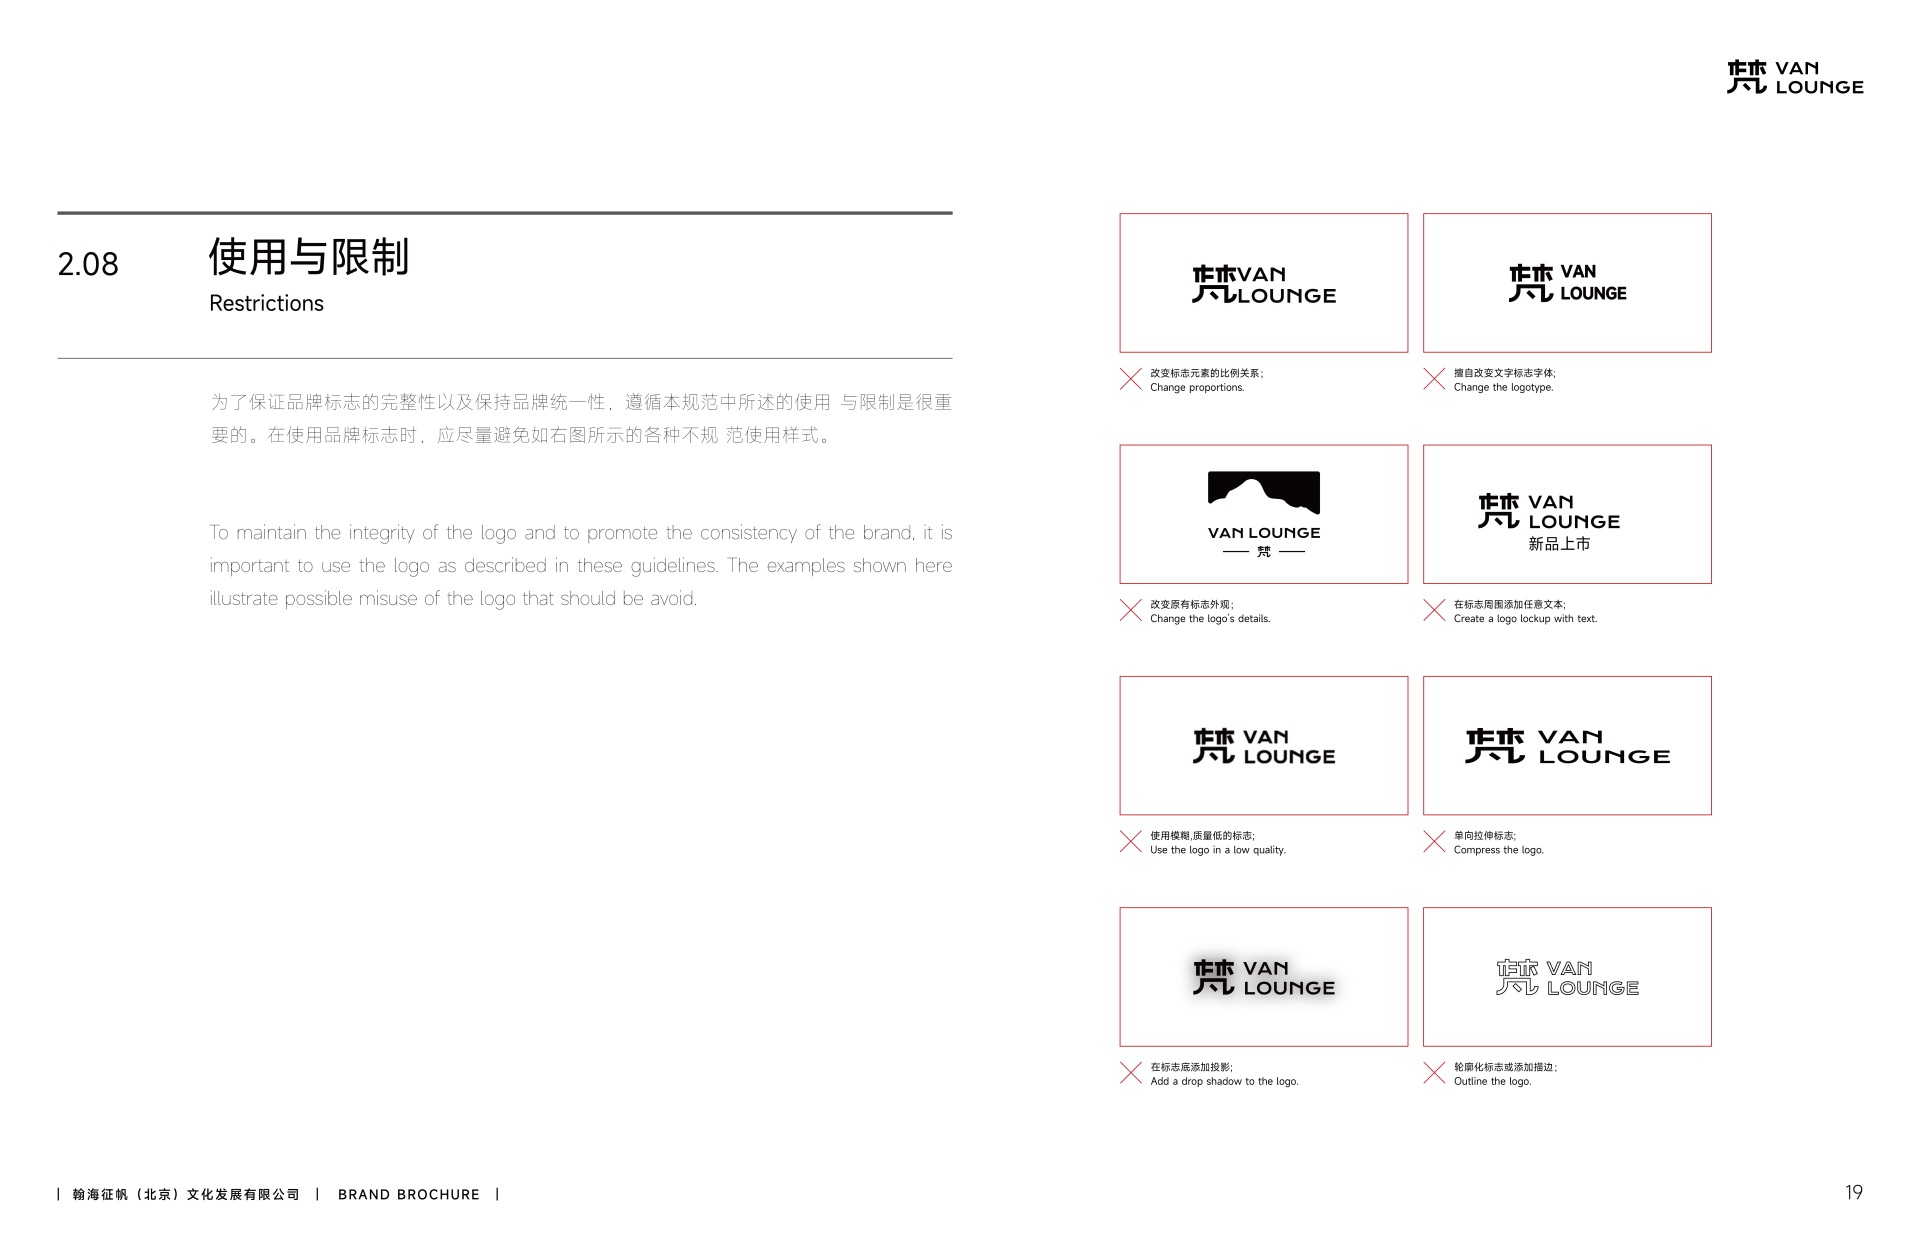 梵 VAN
LOUNGE
2.08
使用与限制
Restrictions
为了保证品牌标志的完整性以及保持品牌统一性，遵循本规范中所述的使用 与限制是很重
要的。在使用品牌标志时，应尽量避免如右图所示的各种不规 范使用样式。
To maintain the integrity of the logo and to promote the consistency of the brand, it is
important to use the logo as described in these guidelines. The examples shown here
illustrate possible misuse of the logo that should be avoid.
梵VAN
LOUNGE
改变标志元素的比例关系；
Change proportions.
梵 VAN
LOUNGE
擅自改变文字标志字体;
Change the logotype.
VAN LOUNGE
梵
改变原有标志外观；
Change the logo's details.
梵 VAN
LOUNGE
新品上市
在标志周围添加任意文本;
Create a logo lockup with text.
梵 VAN
LOUNGE
使用模糊,质量低的标志;
Use the logo in a low quality.
梵 VAN
LOUNGE
单向拉伸标志;
Compress the logo.
梵 VAN
LOUNGE
在标志底添加投影;
Add a drop shadow to the logo.
梵 VAN
LOUNGE
轮廓化标志或添加描边；
Outline the logo.
| 翰海征帆（北京）文化发展有限公司 | BRAND BROCHURE |
19